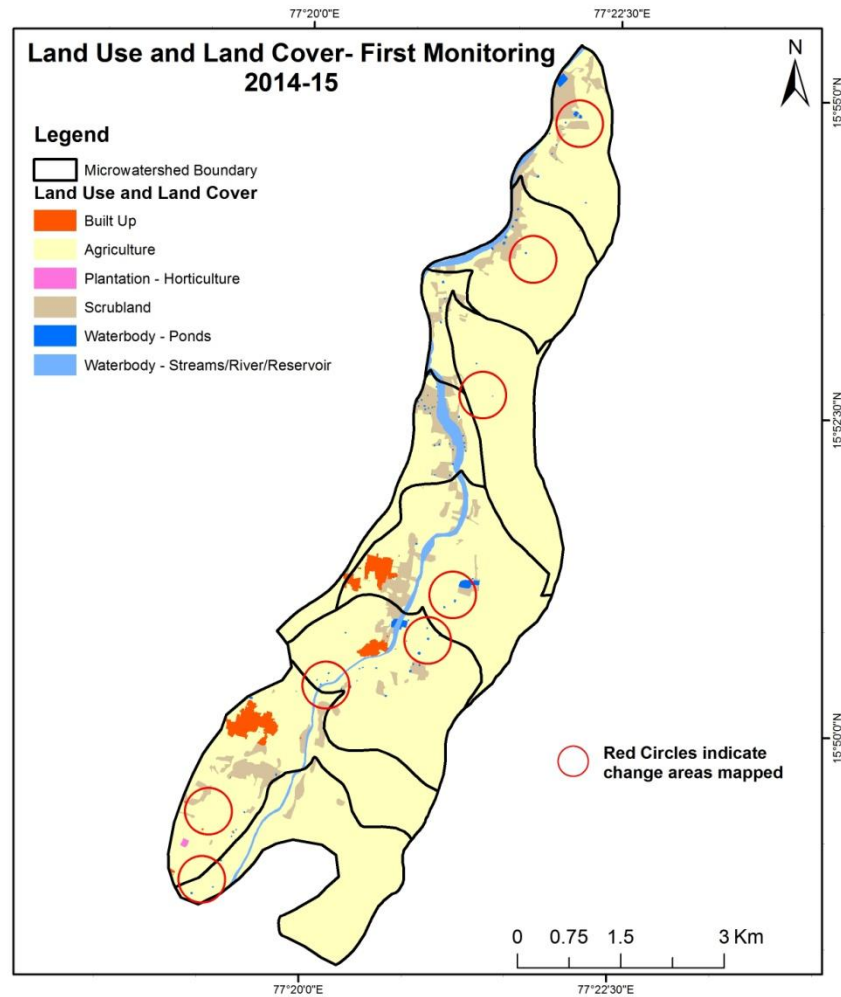 77°20'0"E
77°22'30"E
Land Use and Land Cover- First Monitoring
2014-15
N
15°55'0"N
Legend
Microwatershed Boundary
Land Use and Land Cover
Built Up
Agriculture
Plantation - Horticulture
Scrubland
Waterbody - Ponds
Waterbody - Streams/River/Reservoir
15°52'30"N
15°50'0"N
Red Circles indicate
change areas mapped
0 0.75 1.5 3 Km
77°20'0"E
77°22'30"E